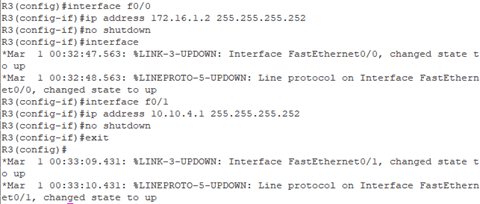 R3(config)#interface f0/0
R3(config-if)#ip address 172.16.1.2 255.255.255.252
R3(config-if)#no shutdown
R3(config-if)#interface
*Mar  1 00:32:47.563: %LINK-3-UPDOWN: Interface FastEthernet0/0, changed state t
o up
*Mar  1 00:32:48.563: %LINEPROTO-5-UPDOWN: Line protocol on Interface FastEthern
et0/0, changed state to up
R3(config-if)#interface f0/1
R3(config-if)#ip address 10.10.4.1 255.255.255.252
R3(config-if)#no shutdown
R3(config-if)#exit
R3(config)#
*Mar  1 00:33:09.431: %LINK-3-UPDOWN: Interface FastEthernet0/1, changed state t
o up
*Mar  1 00:33:10.431: %LINEPROTO-5-UPDOWN: Line protocol on Interface FastEthern
et0/1, changed state to up